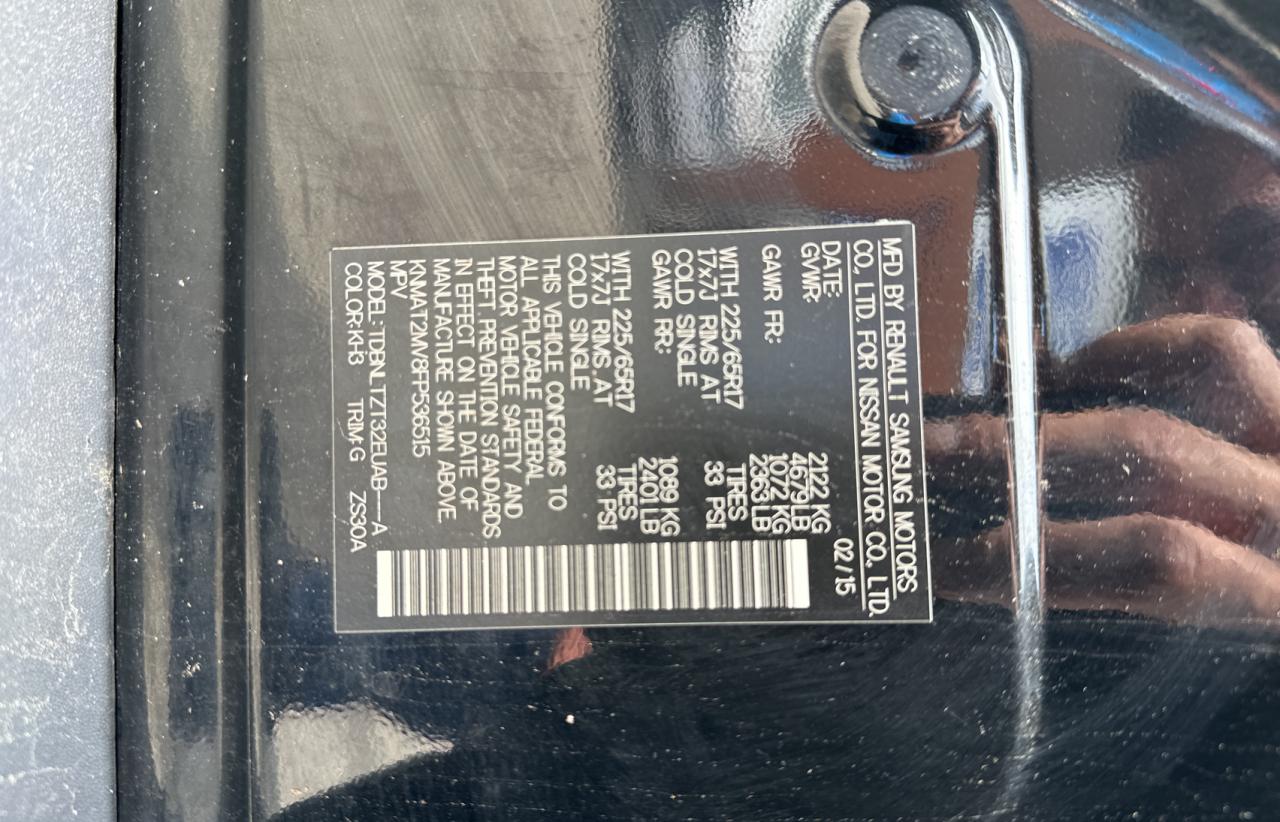 MFD BY RENAULT SAMSUNG MOTORS
CO., LTD. FOR NISSAN MOTOR CO., LTD.
DATE: 02/15
GVWR: 2122 KG
4679LB
GAWR FR: 1072 KG
2363 LB
WITH 225/65R17 TIRES
17x7J RIMS, AT 33 PSI
COLD SINGLE
GAWR RR: 1089 KG
2401 LB
WITH 225/65R17 TIRES
17x7J RIMS, AT 33 PSI
COLD SINGLE
THIS VEHICLE CONFORMS TO
ALL APPLICABLE FEDERAL
MOTOR VEHICLE SAFETY AND
THEFT PREVENTION STANDARDS
IN EFFECT ON THE DATE OF
MANUFACTURE SHOWN ABOVE.
KNMAT2MV8FP536515
MPV
MODEL: TDBNLTZT32EUAB----A
COLOR:KH3 TRIM:G ZS30A